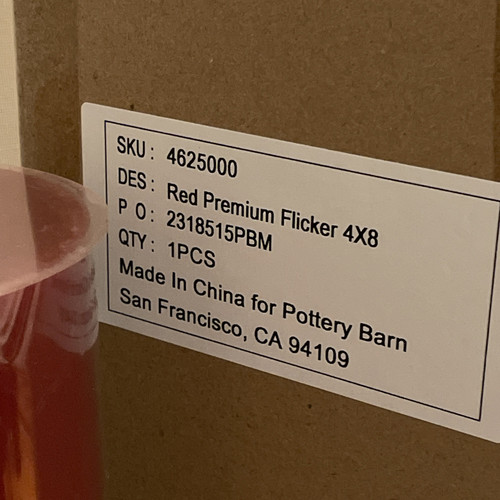 SKU: 4625000
DES: Red Premium Flicker 4X8
P O: 2318515PBM
QTY: 1PCS
Made In China for Pottery Barn
San Francisco, CA 94109